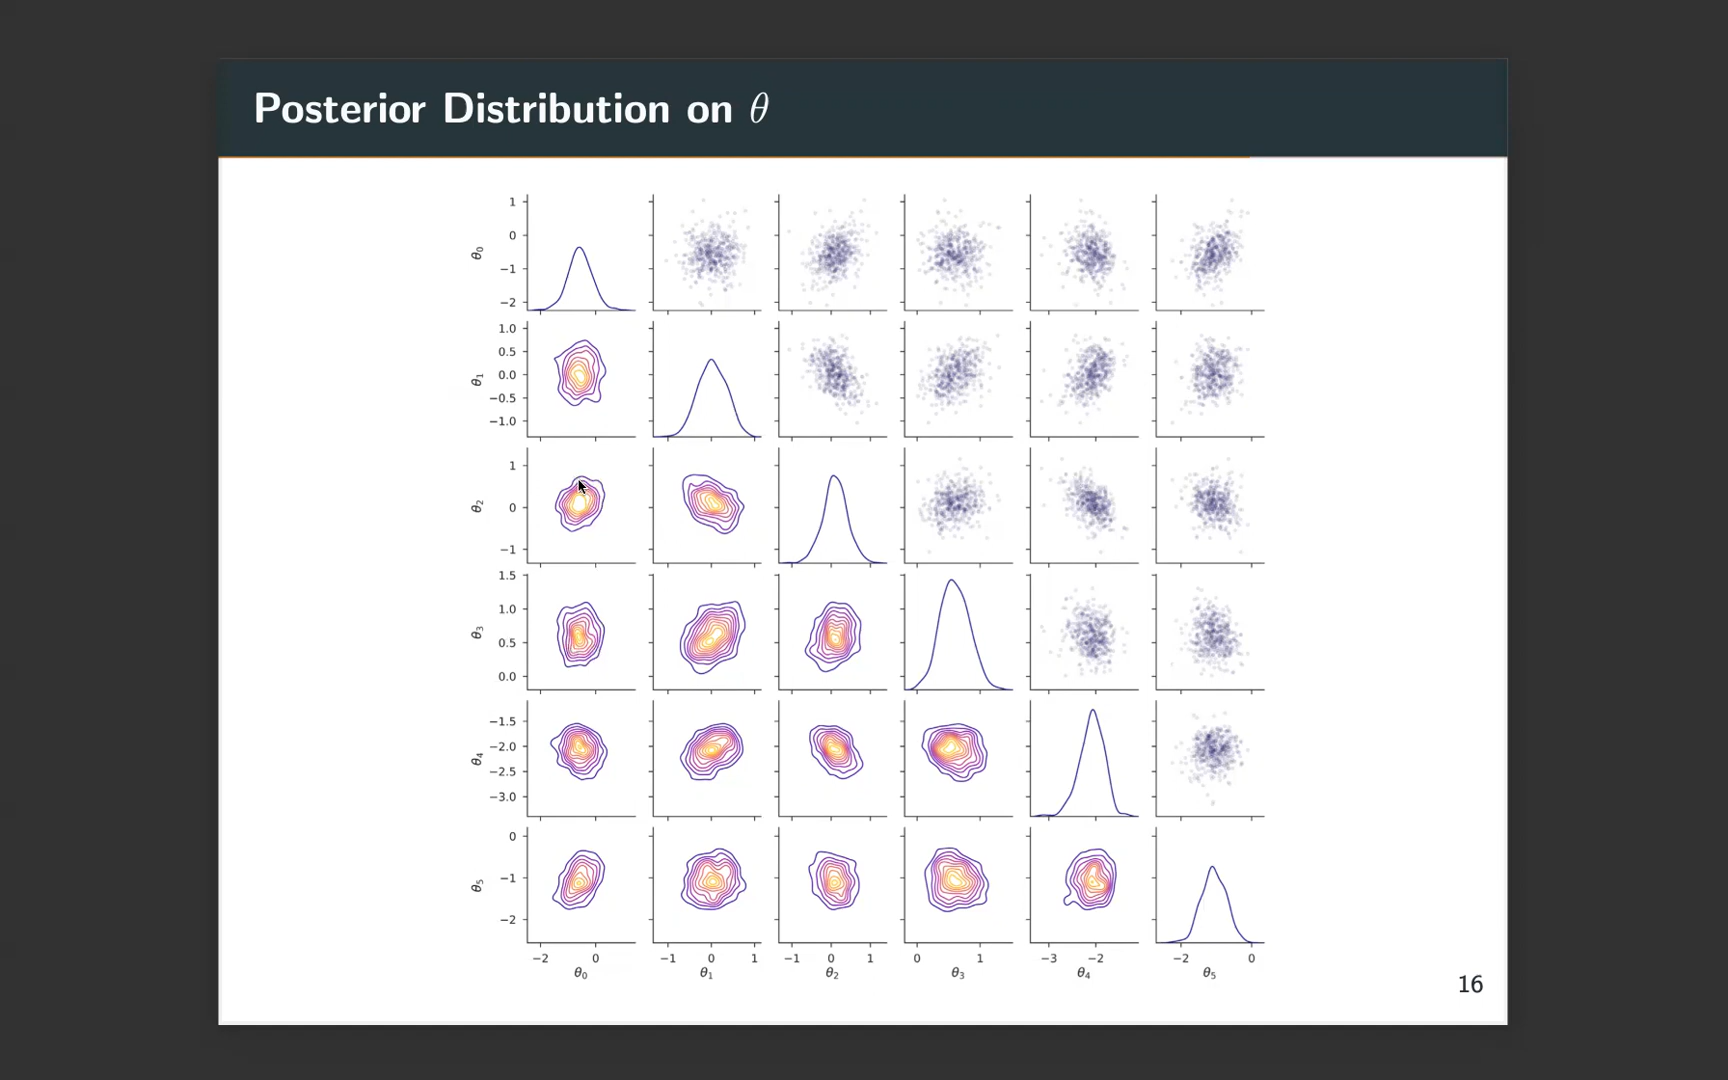 Posterior Distribution on θ
1
0
−1
−2
θ₀
1.0
0.5
0.0
−0.5
−1.0
θ₁
1
0
−1
θ₂
1.5
1.0
0.5
0.0
θ₃
−1.5
−2.0
−2.5
−3.0
θ₄
0
−1
−2
θ₅
−2 0 −1 0 1 −1 0 1 0 1 −3 −2 −2 0
θ₀ θ₁ θ₂ θ₃ θ₄ θ₅
16